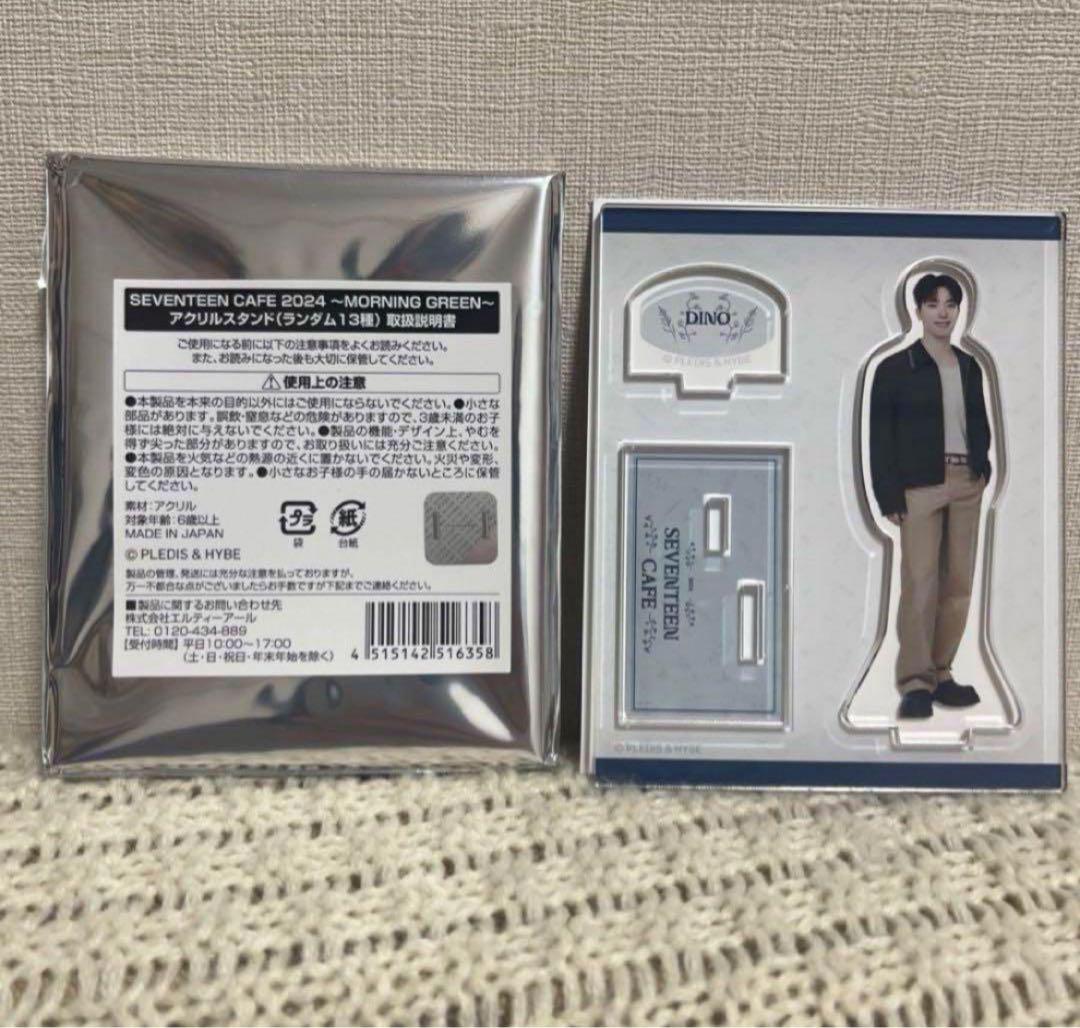 SEVENTEEN CAFE 2024 ～MORNING GREEN～
アクリルスタンド（ランダム13種） 取扱説明書
ご使用になる前に以下の注意事項をよくお読みください。
また、お読みになった後も大切に保管してください。
⚠使用上の注意
●本製品を本来の目的以外にはご使用にならないでください。●小さな
部品があります。誤飲・窒息などの危険がありますので、3歳未満のお子
様には絶対に与えないでください。●製品の機能・デザイン上、やむを
得ず尖った部分がありますので、お取り扱いには充分ご注意ください。
●本製品を火気などの熱源の近くに置かないでください。火災や変形、
変色の原因となります。●小さなお子様の手の届かないところに保管
してください。
素材：アクリル
対象年齢：6歳以上
MADE IN JAPAN
プラ
袋
紙
台紙
© PLEDIS & HYBE
製品の管理、発送には充分な注意を払っておりますが、
万一不都合な点がございましたらお手数ですが下記までご連絡ください。
■製品に関するお問い合わせ先
株式会社エルティーアール
TEL: 0120-434-889
【受付時間】 平日10:00～17:00
（土・日・祝日・年末年始を除く）
4 515142 516358
DINO
© PLEDIS & HYBE
SEVENTEEN
CAFE
© PLEDIS & HYBE